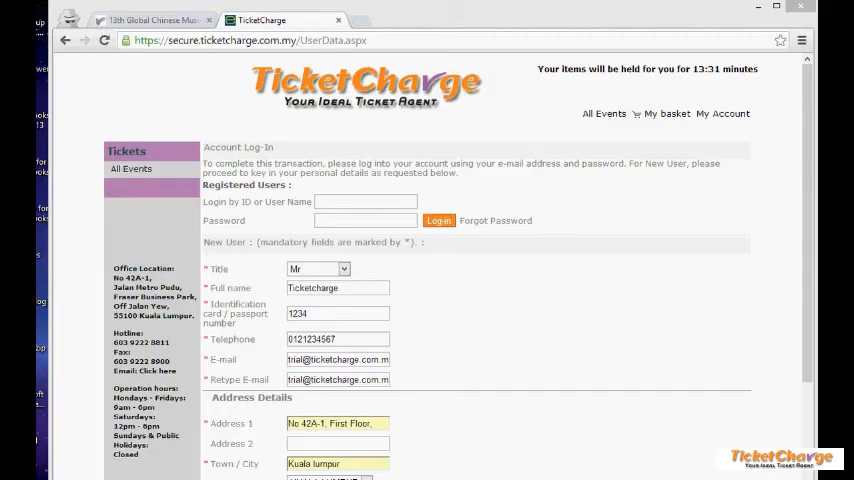 13th Global Chinese Musi
TicketCharge
https://secure.ticketcharge.com.my/UserData.aspx
TicketCharge
YOUR IDEAL TICKET AGENT
Your items will be held for you for 13:31 minutes
All Events My basket My Account
Tickets
All Events
Account Log-In
To complete this transaction, please log into your account using your e-mail address and password. For New User, please
proceed to key in your personal details as requested below.
Registered Users :
Login by ID or User Name
Password Log-in Forgot Password
New User : (mandatory fields are marked by *). :
* Title Mr
* Full name Ticketcharge
* Identification
card / passport
number
1234
* Telephone 0121234567
* E-mail trial@ticketcharge.com.m
* Retype E-mail trial@ticketcharge.com.m
Address Details
* Address 1 No 42A-1, First Floor,
Address 2
* Town / City Kuala lumpur
Office Location:
No 42A-1,
Jalan Metro Pudu,
Fraser Business Park,
Off Jalan Yew,
55100 Kuala Lumpur.
Hotline:
603 9222 8811
Fax:
603 9222 8900
Email: Click here
Operation hours:
Mondays - Fridays:
9am - 6pm
Saturdays:
12pm - 6pm
Sundays & Public
Holidays:
Closed
TicketCharge
YOUR IDEAL TICKET AGENT